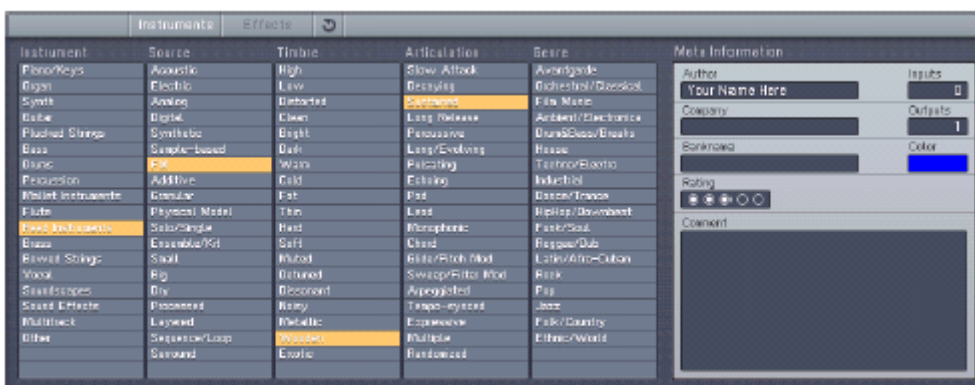 Instruments Effects
Instrument Source Timbre Articulation Genre Meta Information
Piano/Keys Acoustic High Slow Attack Avantgarde
Organ Electric Low Decaying Orchestral/Classical
Synth Analog Distorted Sustained Film Music
Guitar Digital Clean Long Release Ambient/Electronica
Plucked Strings Synthetic Bright Percussive Drum&Bass/Breaks
Bass Sample-based Dark Long/Evolving House
Drums FM Warm Pulsating Techno/Electro
Percussion Additive Cold Echoing Industrial
Mallet Instruments Granular Fat Pad Dance/Trance
Flute Physical Model Thin Lead HipHop/Downbeat
Reed Instruments Solo/Single Hard Monophonic Funk/Soul
Brass Ensemble/Kit Soft Chord Reggae/Dub
Bowed Strings Small Muted Glide/Pitch Mod Latin/Afro-Cuban
Vocal Big Detuned Sweep/Filter Mod Rock
Soundscapes Dry Dissonant Arpeggiated Pop
Sound Effects Processed Noisy Tempo-synced Jazz
Multitrack Layered Metallic Expressive Folk/Country
Other Sequence/Loop Wooden Multiple Ethnic/World
Surround Exotic Randomized
Author Inputs
Your Name Here 0
Company Outputs
1
Bankname Color
Rating
Comment